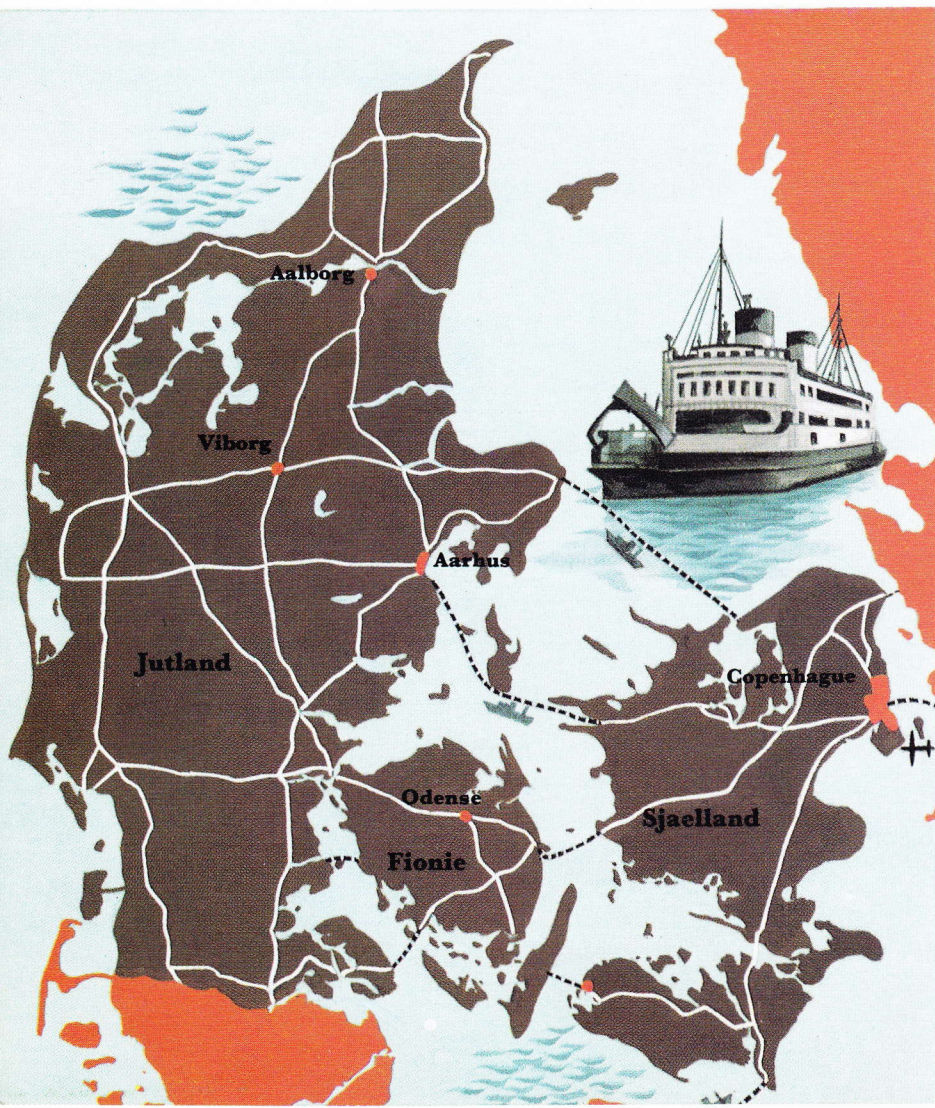 Aalborg
Viborg
Aarhus
Jutland
Copenhague
Odense
Sjaelland
Fionie